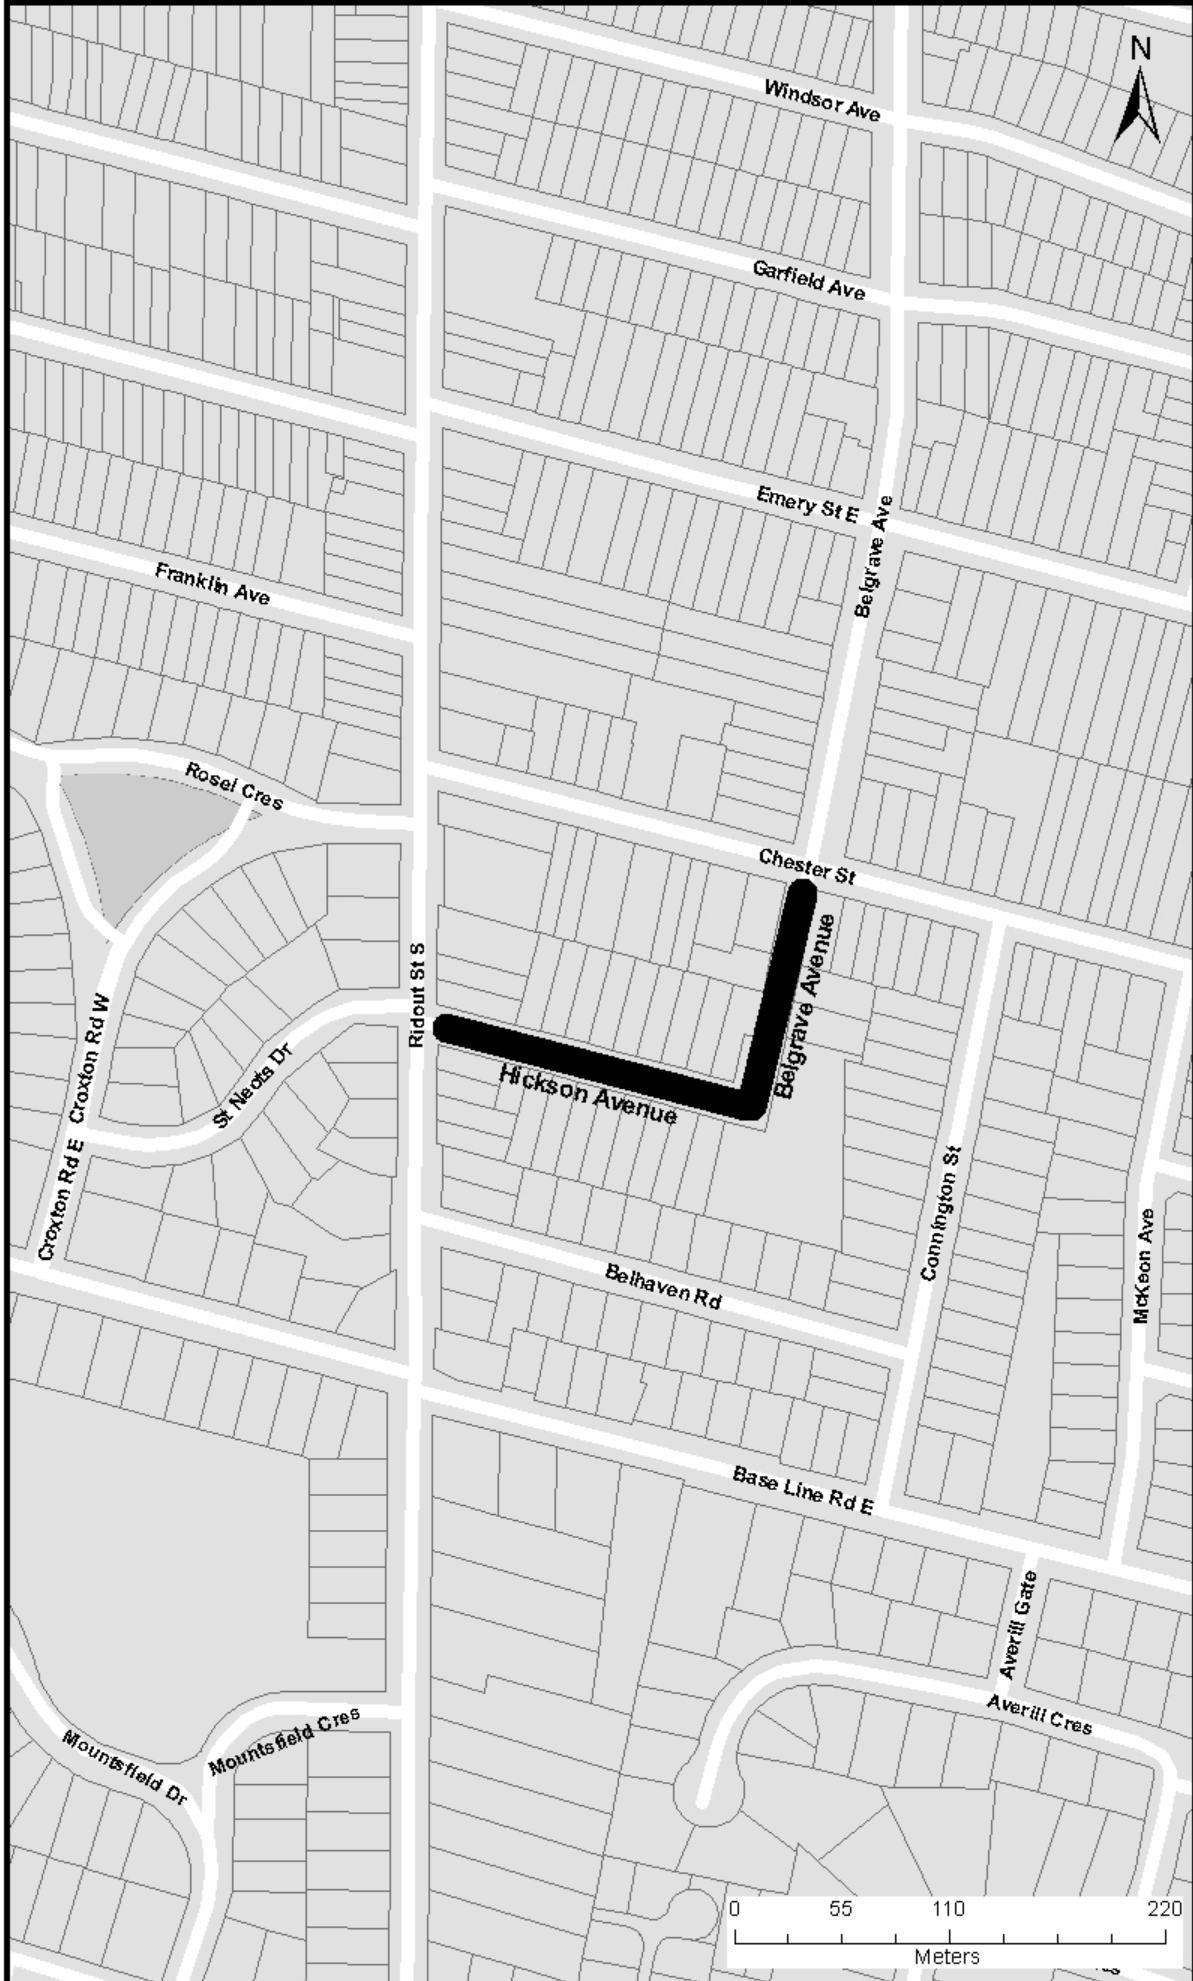 N
Windsor Ave
Garfield Ave
Emery St E
Belgrave Ave
Franklin Ave
Rosel Cres
Chester St
Belgrave Avenue
Ridout St S
Croxton Rd W
St Neots Dr
Hickson Avenue
Croxton Rd E
Connington St
McKeon Ave
Belhaven Rd
Base Line Rd E
Averill Gate
Averill Cres
Mountsfield Cres
Mountsfield Dr
0 55 110 220
Meters